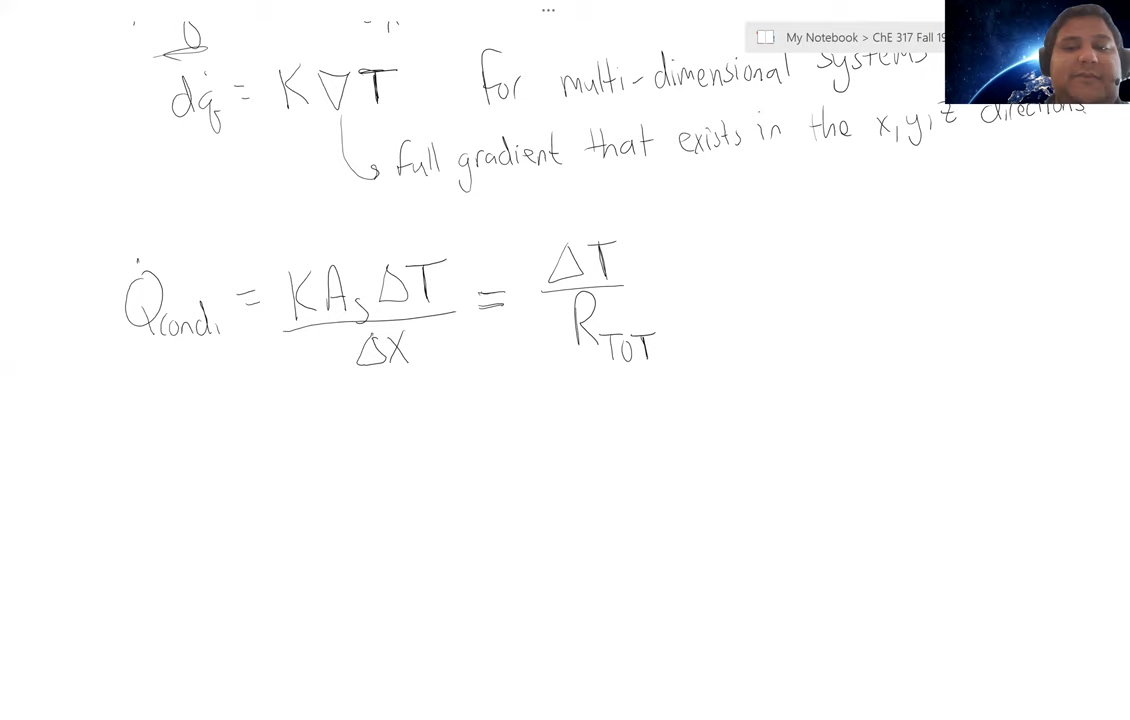 My Notebook > ChE 317 Fall 19
dq̇ = K ∇ T For multi-dimensional systems
full gradient that exists in the x, y, z directions.
Q̇cond. = K As ΔT / Δx = ΔT / RTOT